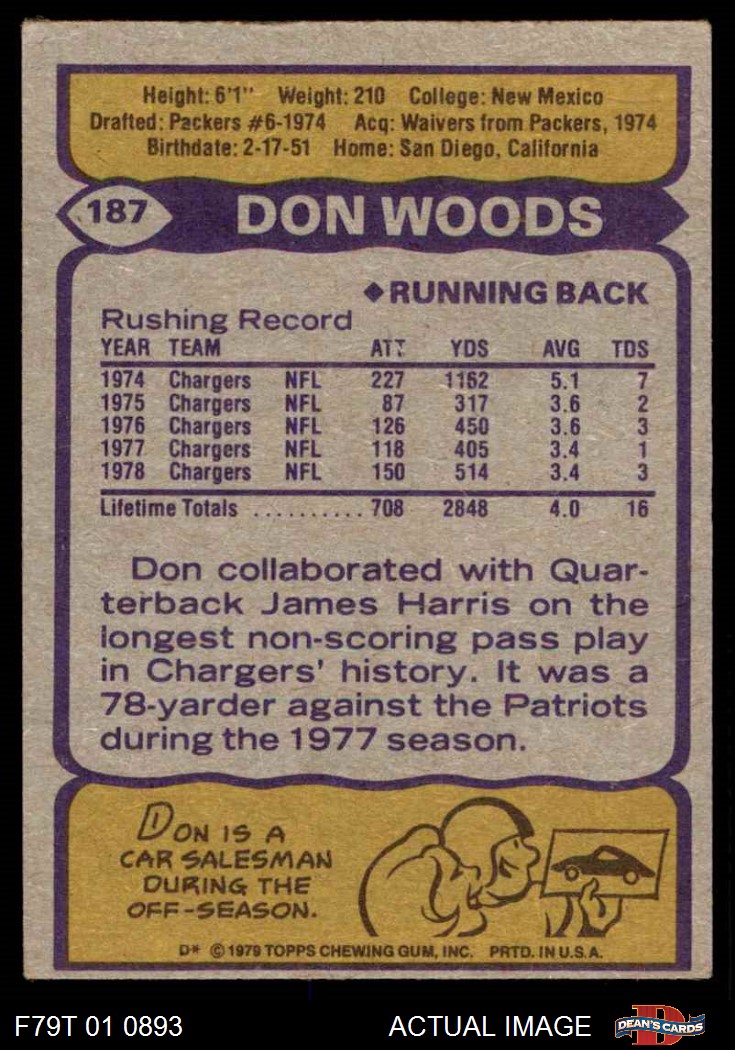 Height: 6'1" Weight: 210 College: New Mexico
Drafted: Packers #6-1974 Acq: Waivers from Packers, 1974
Birthdate: 2-17-51 Home: San Diego, California
187 DON WOODS
◆RUNNING BACK
Rushing Record
YEAR TEAM ATT YDS AVG TDS
1974 Chargers NFL 227 1162 5.1 7
1975 Chargers NFL 87 317 3.6 2
1976 Chargers NFL 126 450 3.6 3
1977 Chargers NFL 118 405 3.4 1
1978 Chargers NFL 150 514 3.4 3
Lifetime Totals .......... 708 2848 4.0 16
Don collaborated with Quar-
terback James Harris on the
longest non-scoring pass play
in Chargers' history. It was a
78-yarder against the Patriots
during the 1977 season.
DON IS A
CAR SALESMAN
DURING THE
OFF-SEASON.
D* © 1979 TOPPS CHEWING GUM, INC. PRTD. IN U.S.A.
F79T 01 0893 ACTUAL IMAGE D DEAN'S CARDS